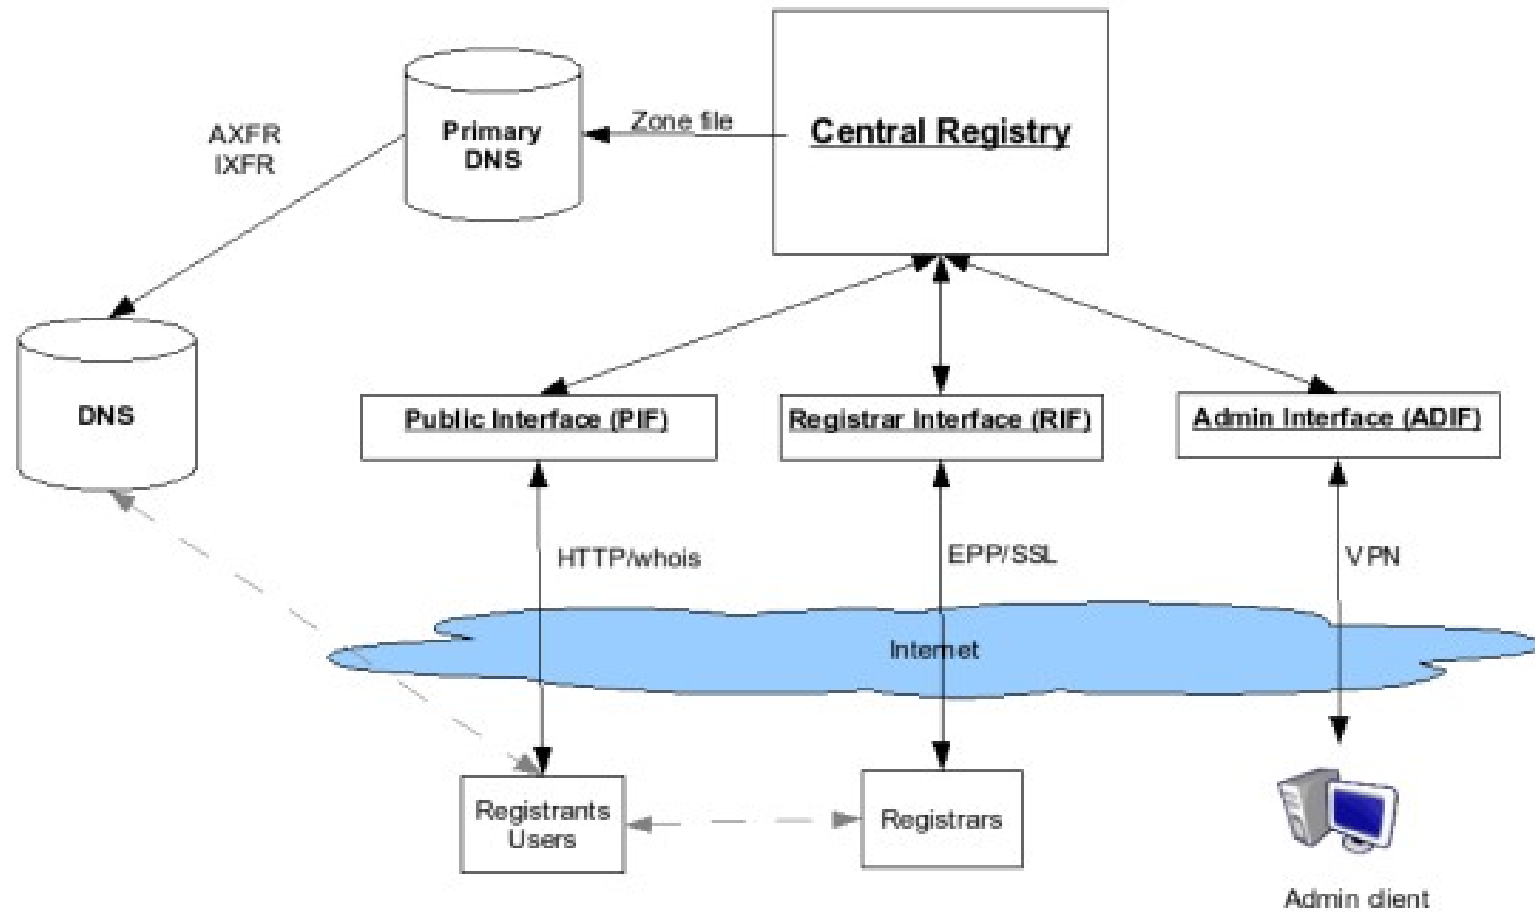 Central Registry
Zone file
Primary
DNS
AXFR
IXFR
DNS
Public Interface (PIF)
Registrar Interface (RIF)
Admin Interface (ADIF)
HTTP/whois
EPP/SSL
VPN
Internet
Registrants
Users
Registrars
Admin client